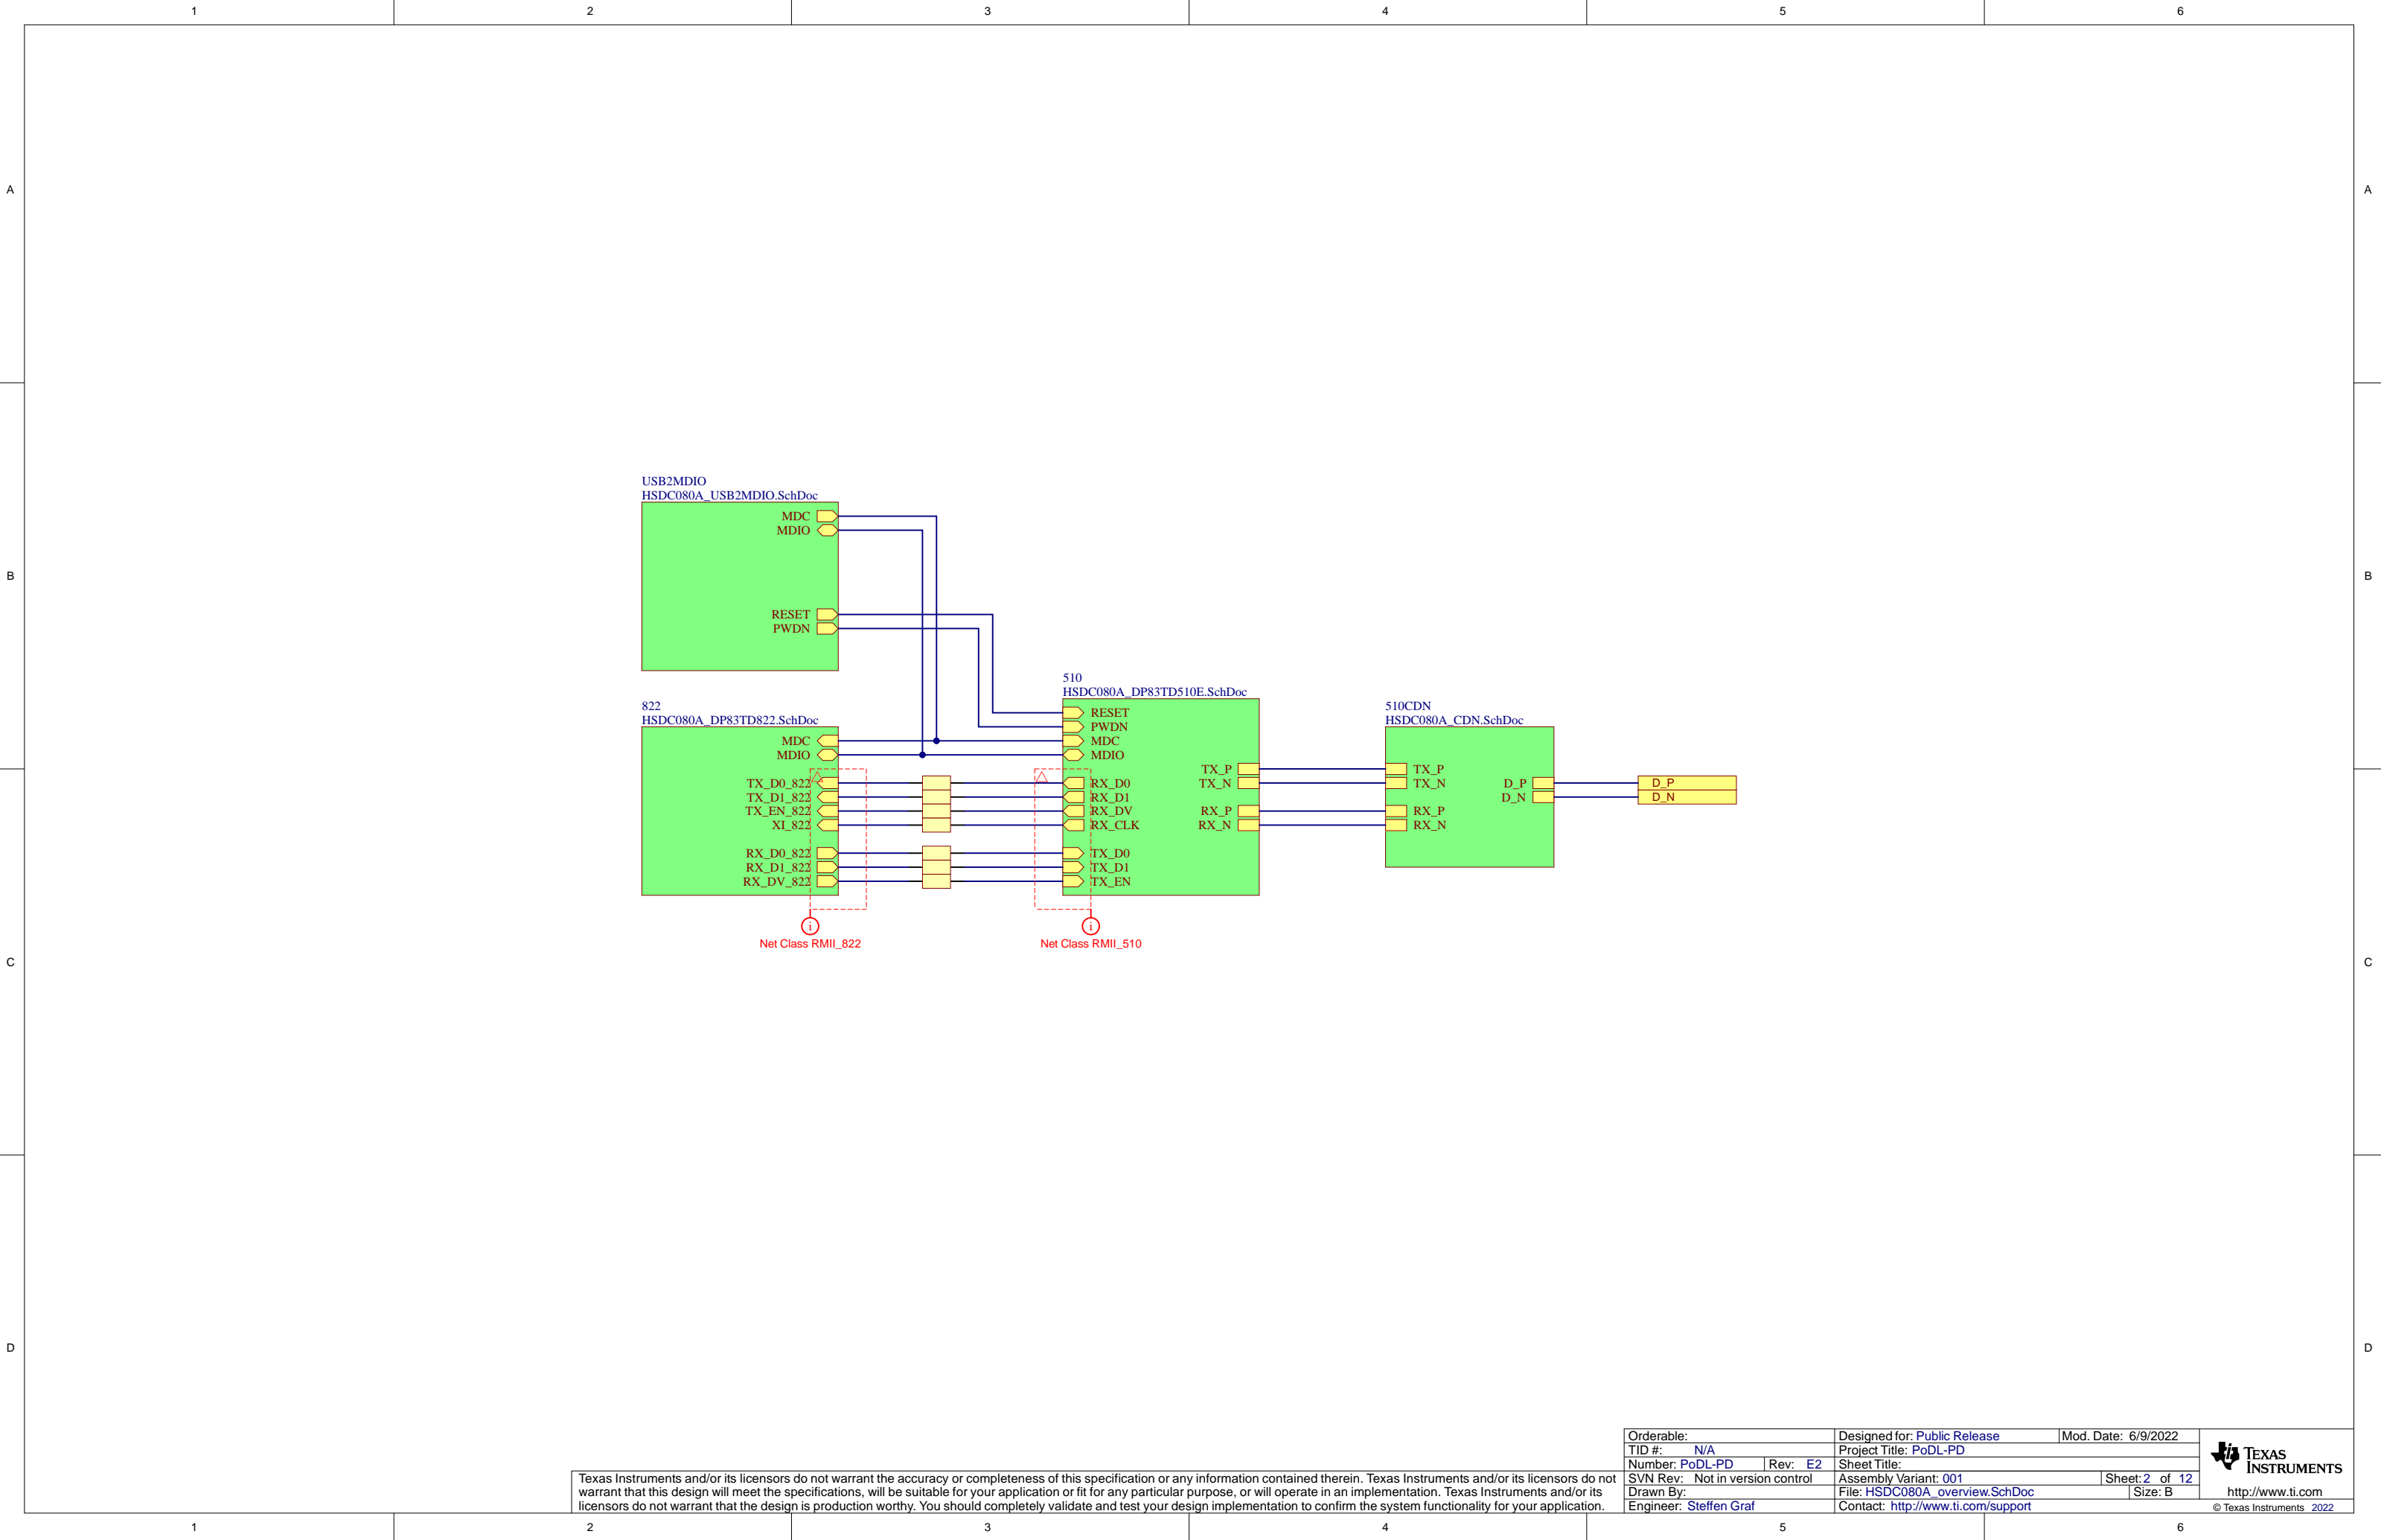 1 2 3 4 5 6
A A
USB2MDIO
HSDC080A_USB2MDIO.SchDoc
MDC
MDIO
B B
RESET
PWDN
510
HSDC080A_DP83TD510E.SchDoc
822
HSDC080A_DP83TD822.SchDoc
510CDN
HSDC080A_CDN.SchDoc
RESET
PWDN
MDC MDC
MDIO MDIO
TX_P TX_P
TX_D0_822 RX_D0 TX_N TX_N D_P D_P
TX_D1_822 RX_D1 D_N D_N
TX_EN_822 RX_DV RX_P RX_P
XI_822 RX_CLK RX_N RX_N
RX_D0_822 TX_D0
RX_D1_822 TX_D1
RX_DV_822 TX_EN
i i
Net Class RMII_822 Net Class RMII_510
C C
D D
Texas Instruments and/or its licensors do not warrant the accuracy or completeness of this specification or any information contained therein. Texas Instruments and/or its licensors do not
warrant that this design will meet the specifications, will be suitable for your application or fit for any particular purpose, or will operate in an implementation. Texas Instruments and/or its
licensors do not warrant that the design is production worthy. You should completely validate and test your design implementation to confirm the system functionality for your application.
Orderable: Designed for: Public Release Mod. Date: 6/9/2022
TID #: N/A Project Title: PoDL-PD
Number: PoDL-PD Rev: E2 Sheet Title:
SVN Rev: Not in version control Assembly Variant: 001 Sheet: 2 of 12
Drawn By: File: HSDC080A_overview.SchDoc Size: B
Engineer: Steffen Graf Contact: http://www.ti.com/support
TEXAS
INSTRUMENTS
http://www.ti.com
© Texas Instruments 2022
1 2 3 4 5 6